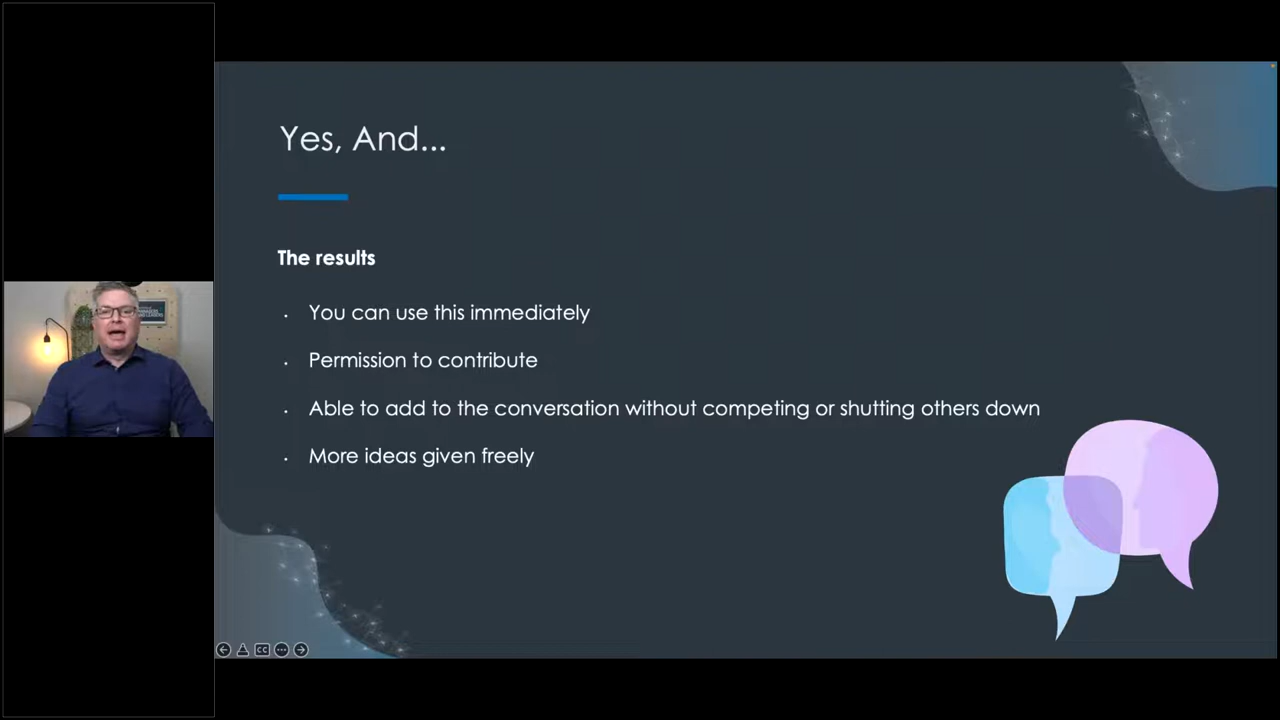 Yes, And...
The results
You can use this immediately
Permission to contribute
Able to add to the conversation without competing or shutting others down
More ideas given freely
CC